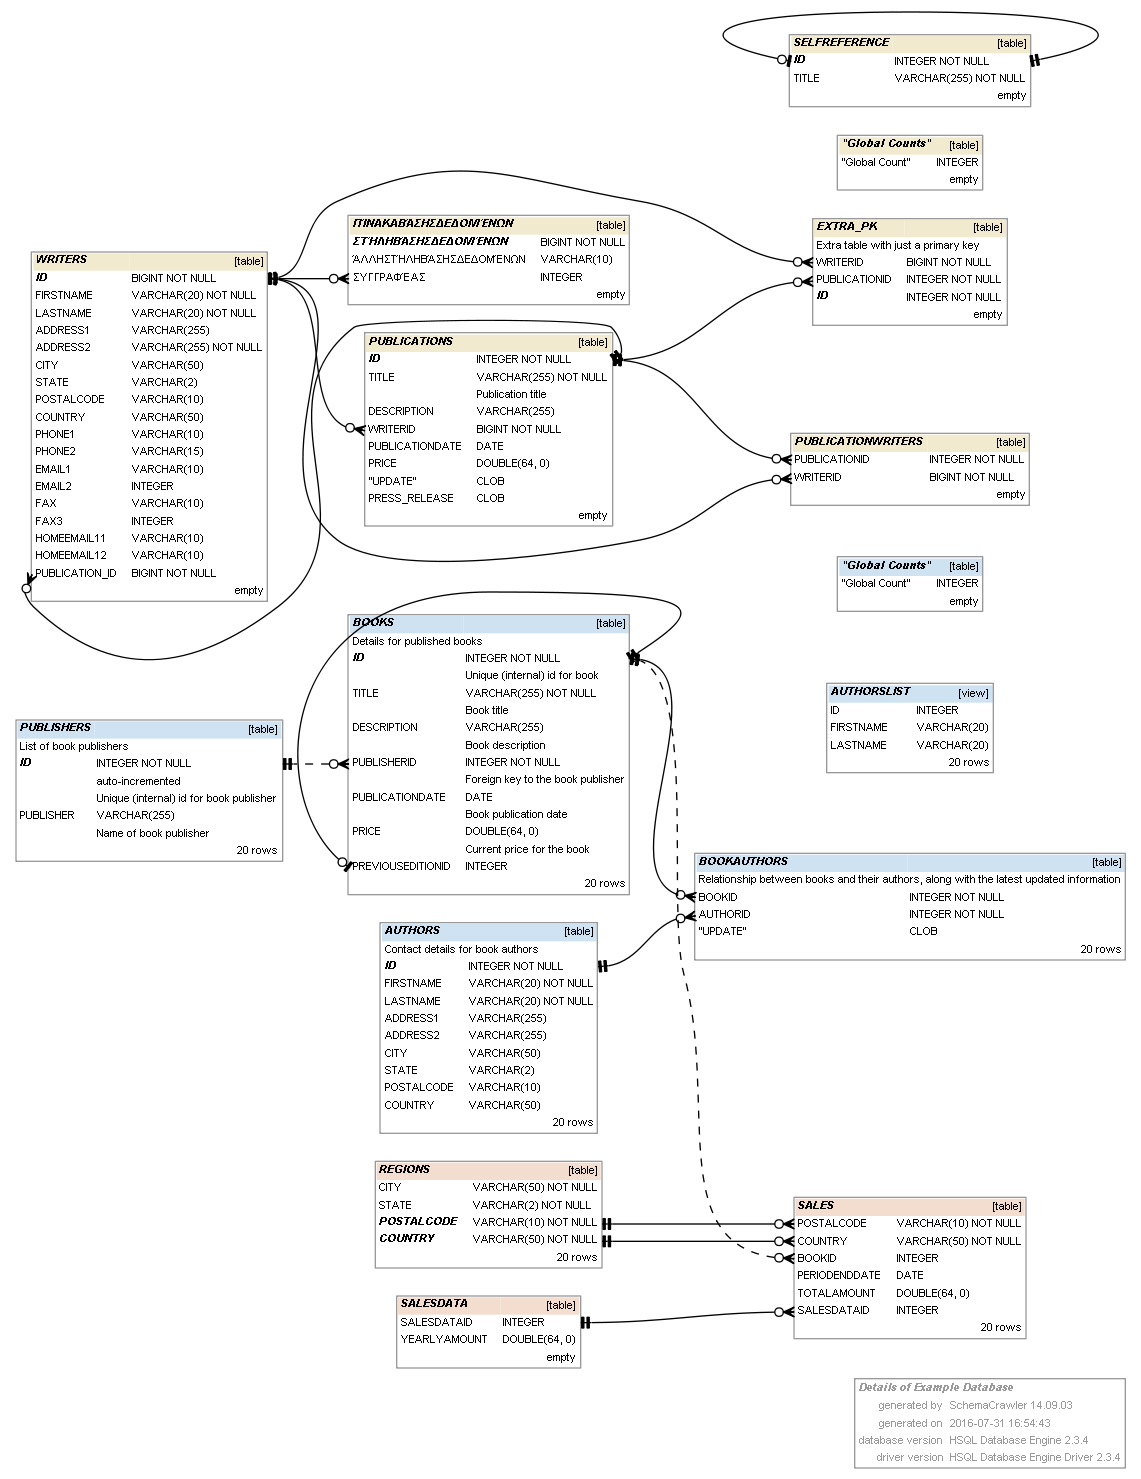 SELFREFERENCE [table]
ID INTEGER NOT NULL
TITLE VARCHAR(255) NOT NULL
empty
"Global Counts" [table]
"Global Count" INTEGER
empty
ΠΊΝΑΚΑΒΆΣΗΣΔΕΔΟΜΈΝΩΝ [table]
ΣΤΉΛΗΒΆΣΗΣΔΕΔΟΜΈΝΩΝ BIGINT NOT NULL
ΆΛΛΗΣΤΉΛΗΒΆΣΗΣΔΕΔΟΜΈΝΩΝ VARCHAR(10)
ΣΥΓΓΡΑΦΈΑΣ INTEGER
empty
EXTRA_PK [table]
Extra table with just a primary key
WRITERID BIGINT NOT NULL
PUBLICATIONID INTEGER NOT NULL
ID INTEGER NOT NULL
empty
WRITERS [table]
ID BIGINT NOT NULL
FIRSTNAME VARCHAR(20) NOT NULL
LASTNAME VARCHAR(20) NOT NULL
ADDRESS1 VARCHAR(255)
ADDRESS2 VARCHAR(255) NOT NULL
CITY VARCHAR(50)
STATE VARCHAR(2)
POSTALCODE VARCHAR(10)
COUNTRY VARCHAR(50)
PHONE1 VARCHAR(10)
PHONE2 VARCHAR(15)
EMAIL1 VARCHAR(10)
EMAIL2 INTEGER
FAX VARCHAR(10)
FAX3 INTEGER
HOMEEMAIL11 VARCHAR(10)
HOMEEMAIL12 VARCHAR(10)
PUBLICATION_ID BIGINT NOT NULL
empty
PUBLICATIONS [table]
ID INTEGER NOT NULL
TITLE VARCHAR(255) NOT NULL
Publication title
DESCRIPTION VARCHAR(255)
WRITERID BIGINT NOT NULL
PUBLICATIONDATE DATE
PRICE DOUBLE(64, 0)
"UPDATE" CLOB
PRESS_RELEASE CLOB
empty
PUBLICATIONWRITERS [table]
PUBLICATIONID INTEGER NOT NULL
WRITERID BIGINT NOT NULL
empty
"Global Counts" [table]
"Global Count" INTEGER
empty
BOOKS [table]
Details for published books
ID INTEGER NOT NULL
Unique (internal) id for book
TITLE VARCHAR(255) NOT NULL
Book title
DESCRIPTION VARCHAR(255)
Book description
PUBLISHERID INTEGER NOT NULL
Foreign key to the book publisher
PUBLICATIONDATE DATE
Book publication date
PRICE DOUBLE(64, 0)
Current price for the book
PREVIOUSEDITIONID INTEGER
20 rows
AUTHORSLIST [view]
ID INTEGER
FIRSTNAME VARCHAR(20)
LASTNAME VARCHAR(20)
20 rows
PUBLISHERS [table]
List of book publishers
ID INTEGER NOT NULL
auto-incremented
Unique (internal) id for book publisher
PUBLISHER VARCHAR(255)
Name of book publisher
20 rows
BOOKAUTHORS [table]
Relationship between books and their authors, along with the latest updated information
BOOKID INTEGER NOT NULL
AUTHORID INTEGER NOT NULL
"UPDATE" CLOB
20 rows
AUTHORS [table]
Contact details for book authors
ID INTEGER NOT NULL
FIRSTNAME VARCHAR(20) NOT NULL
LASTNAME VARCHAR(20) NOT NULL
ADDRESS1 VARCHAR(255)
ADDRESS2 VARCHAR(255)
CITY VARCHAR(50)
STATE VARCHAR(2)
POSTALCODE VARCHAR(10)
COUNTRY VARCHAR(50)
20 rows
REGIONS [table]
CITY VARCHAR(50) NOT NULL
STATE VARCHAR(2) NOT NULL
POSTALCODE VARCHAR(10) NOT NULL
COUNTRY VARCHAR(50) NOT NULL
20 rows
SALES [table]
POSTALCODE VARCHAR(10) NOT NULL
COUNTRY VARCHAR(50) NOT NULL
BOOKID INTEGER
PERIODENDDATE DATE
TOTALAMOUNT DOUBLE(64, 0)
SALESDATAID INTEGER
20 rows
SALESDATA [table]
SALESDATAID INTEGER
YEARLYAMOUNT DOUBLE(64, 0)
empty
Details of Example Database
generated by SchemaCrawler 14.09.03
generated on 2016-07-31 16:54:43
database version HSQL Database Engine 2.3.4
driver version HSQL Database Engine Driver 2.3.4